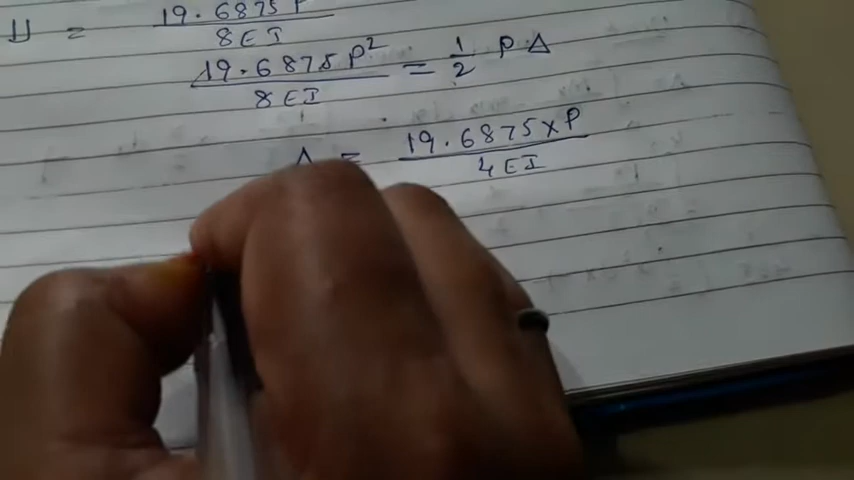 U = 19.6875 P / 8EI
19.6875 P² / 8EI = 1/2 P Δ
Δ = 19.6875 x P / 4EI